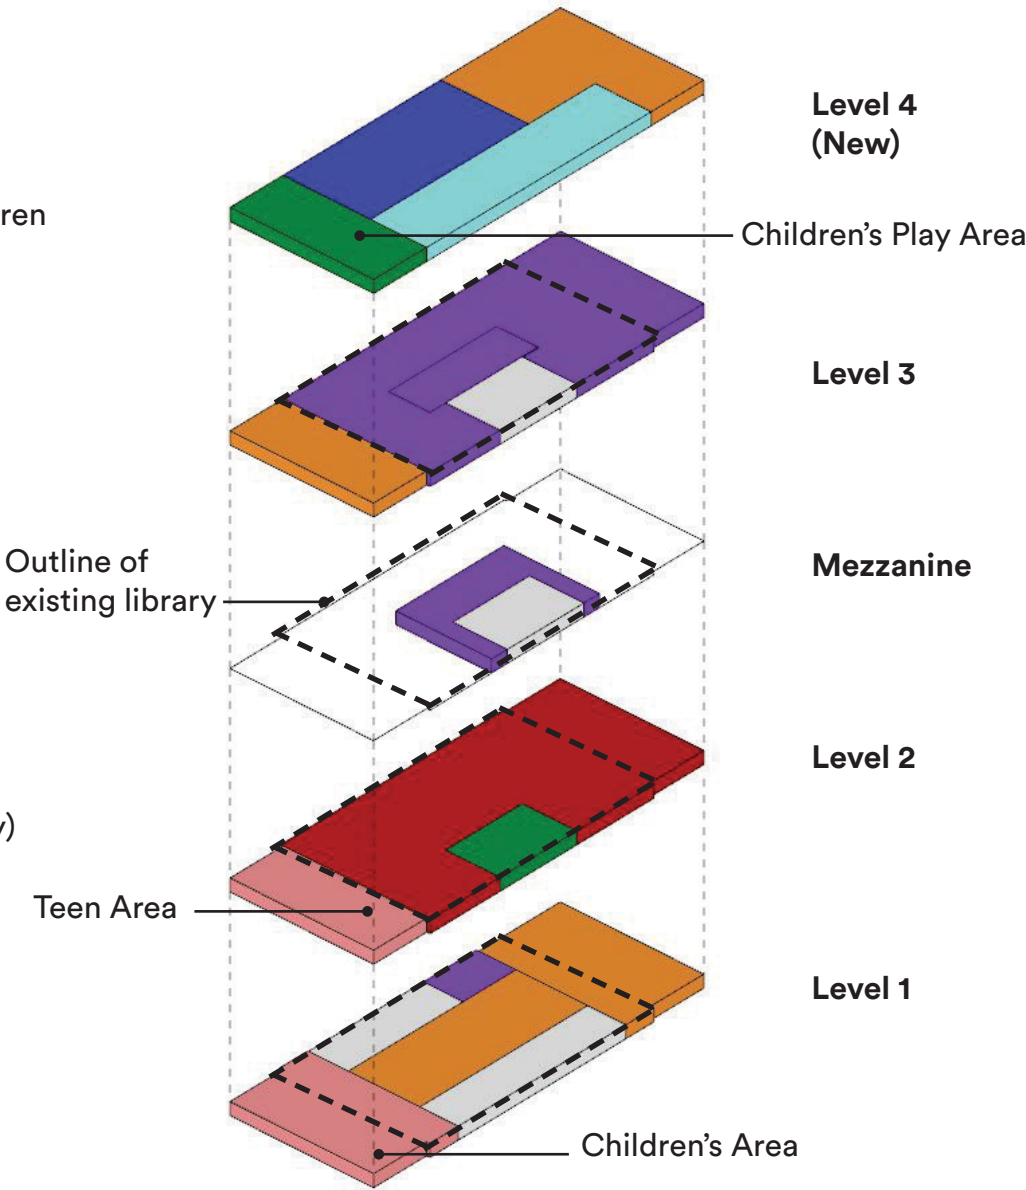 Level 4
(New)
ren
Children's Play Area
Level 3
Outline of
existing library
Mezzanine
Level 2
)
Teen Area
Level 1
Children's Area